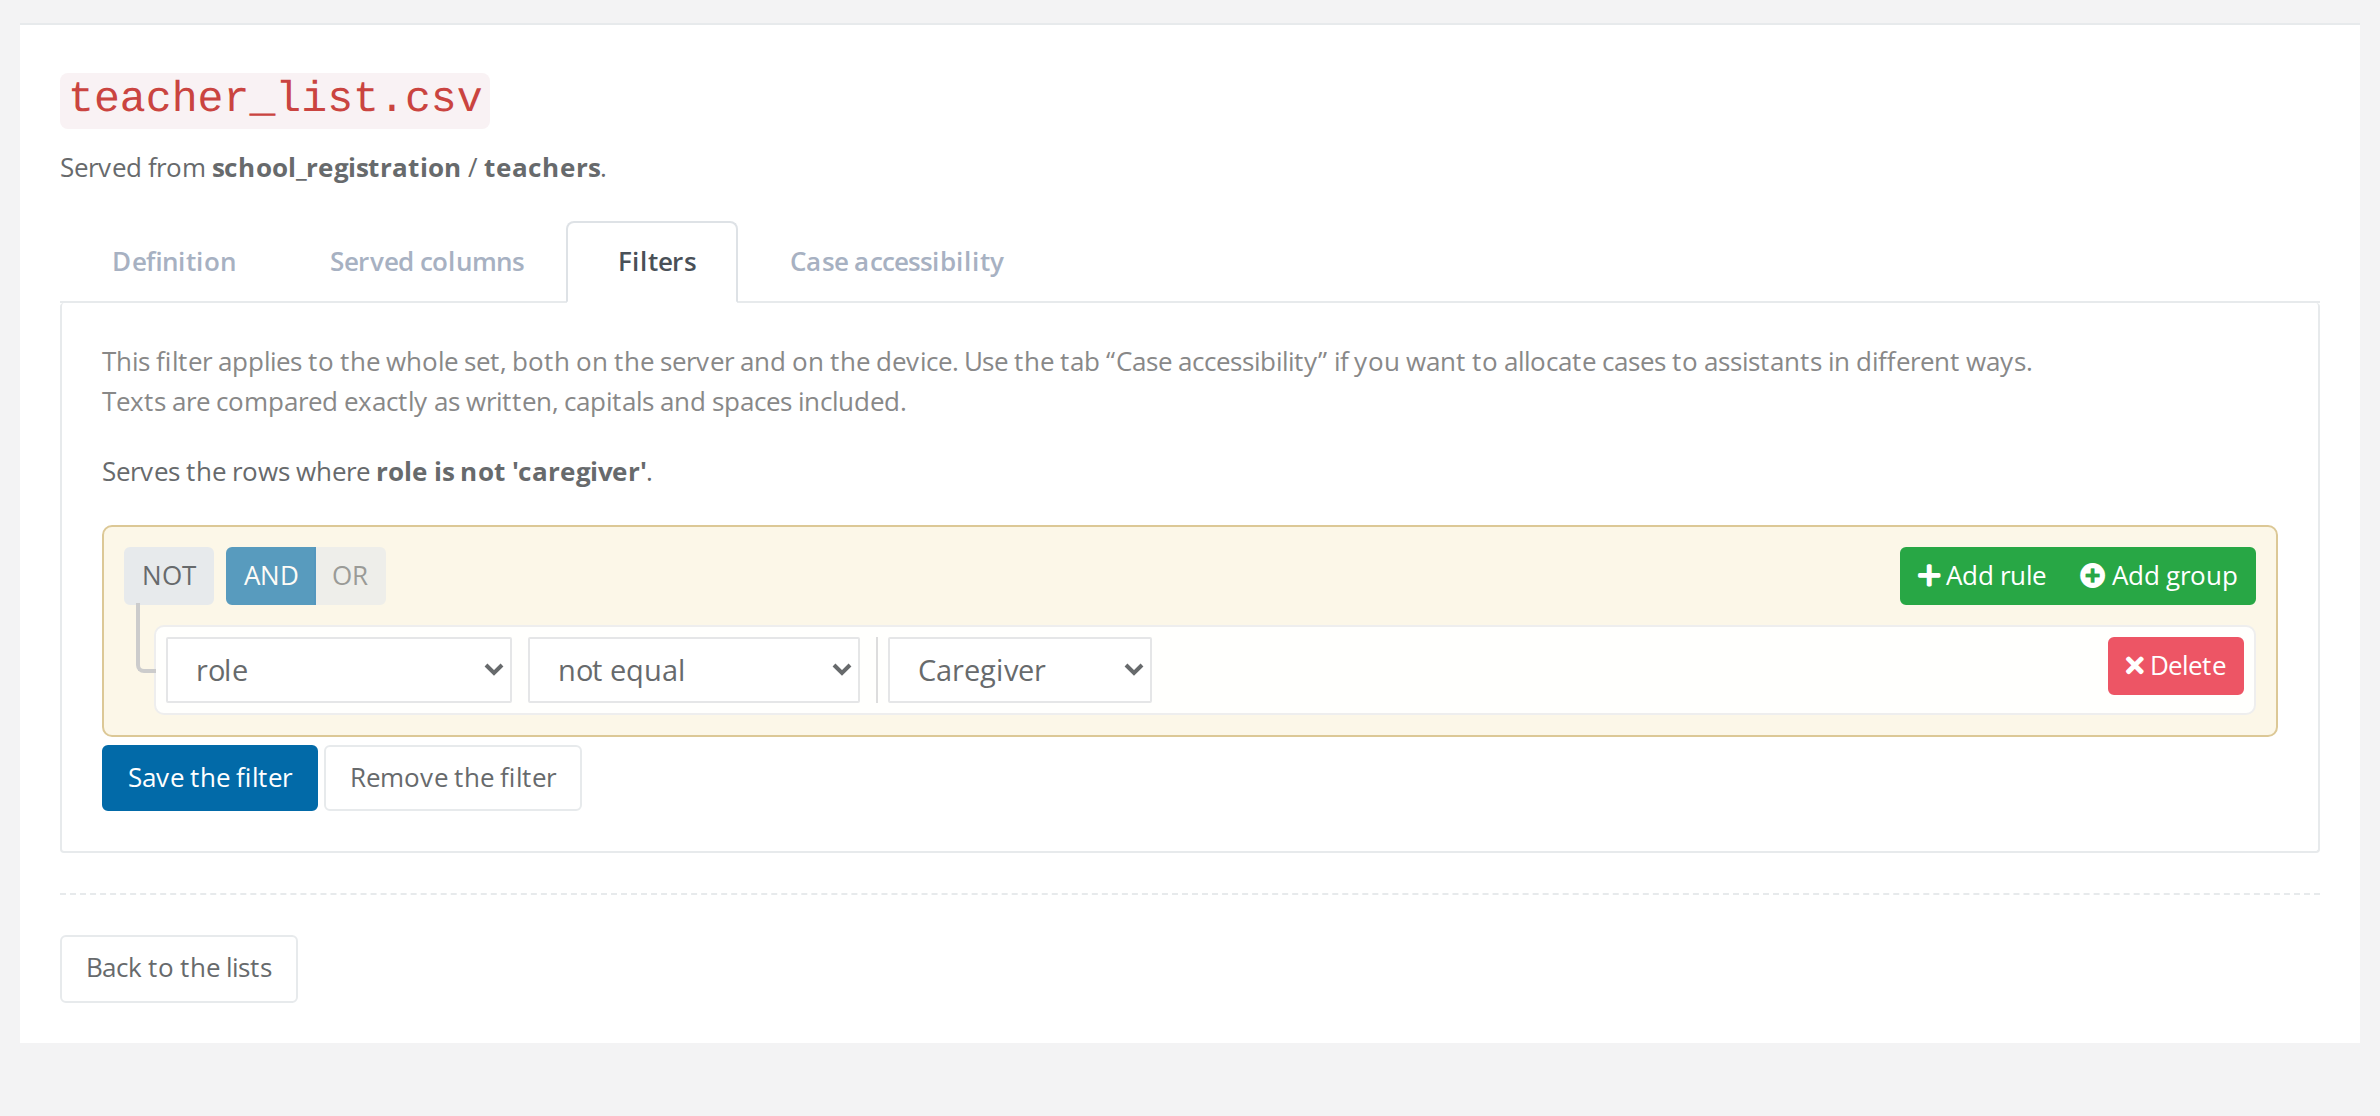 teacher_list.csv
Served from school_registration / teachers.
Definition
Served columns
Filters
Case accessibility
This filter applies to the whole set, both on the server and on the device. Use the tab “Case accessibility” if you want to allocate cases to assistants in different ways.
Texts are compared exactly as written, capitals and spaces included.
Serves the rows where role is not 'caregiver'.
NOT
AND
OR
Add rule
Add group
role
not equal
Caregiver
Delete
Save the filter
Remove the filter
Back to the lists